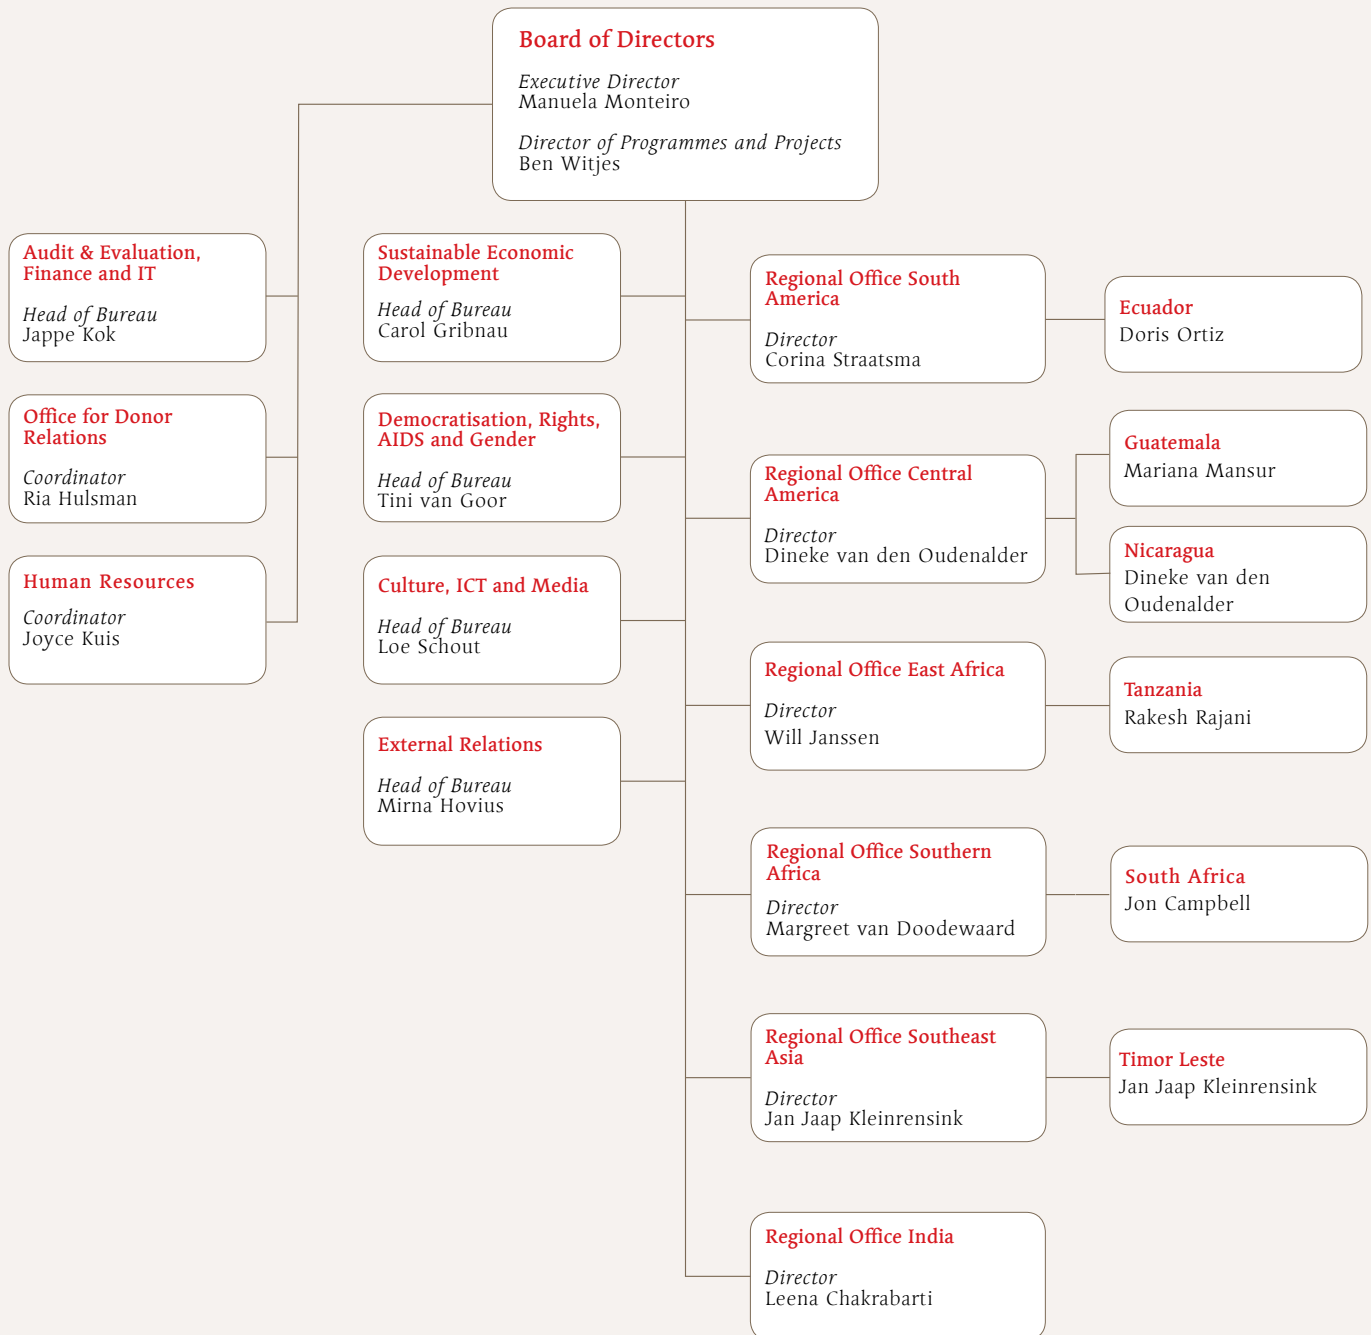 Board of Directors
Executive Director
Manuela Monteiro
Director of Programmes and Projects
Ben Witjes
Audit & Evaluation,
Finance and IT
Head of Bureau
Jappe Kok
Office for Donor
Relations
Coordinator
Ria Hulsman
Human Resources
Coordinator
Joyce Kuis
Sustainable Economic
Development
Head of Bureau
Carol Gribnau
Democratisation, Rights,
AIDS and Gender
Head of Bureau
Tini van Goor
Culture, ICT and Media
Head of Bureau
Loe Schout
External Relations
Head of Bureau
Mirna Hovius
Regional Office South
America
Director
Corina Straatsma
Ecuador
Doris Ortiz
Regional Office Central
America
Director
Dineke van den Oudenalder
Guatemala
Mariana Mansur
Nicaragua
Dineke van den
Oudenalder
Regional Office East Africa
Director
Will Janssen
Tanzania
Rakesh Rajani
Regional Office Southern
Africa
Director
Margreet van Doodewaard
South Africa
Jon Campbell
Regional Office Southeast
Asia
Director
Jan Jaap Kleinrensink
Timor Leste
Jan Jaap Kleinrensink
Regional Office India
Director
Leena Chakrabarti